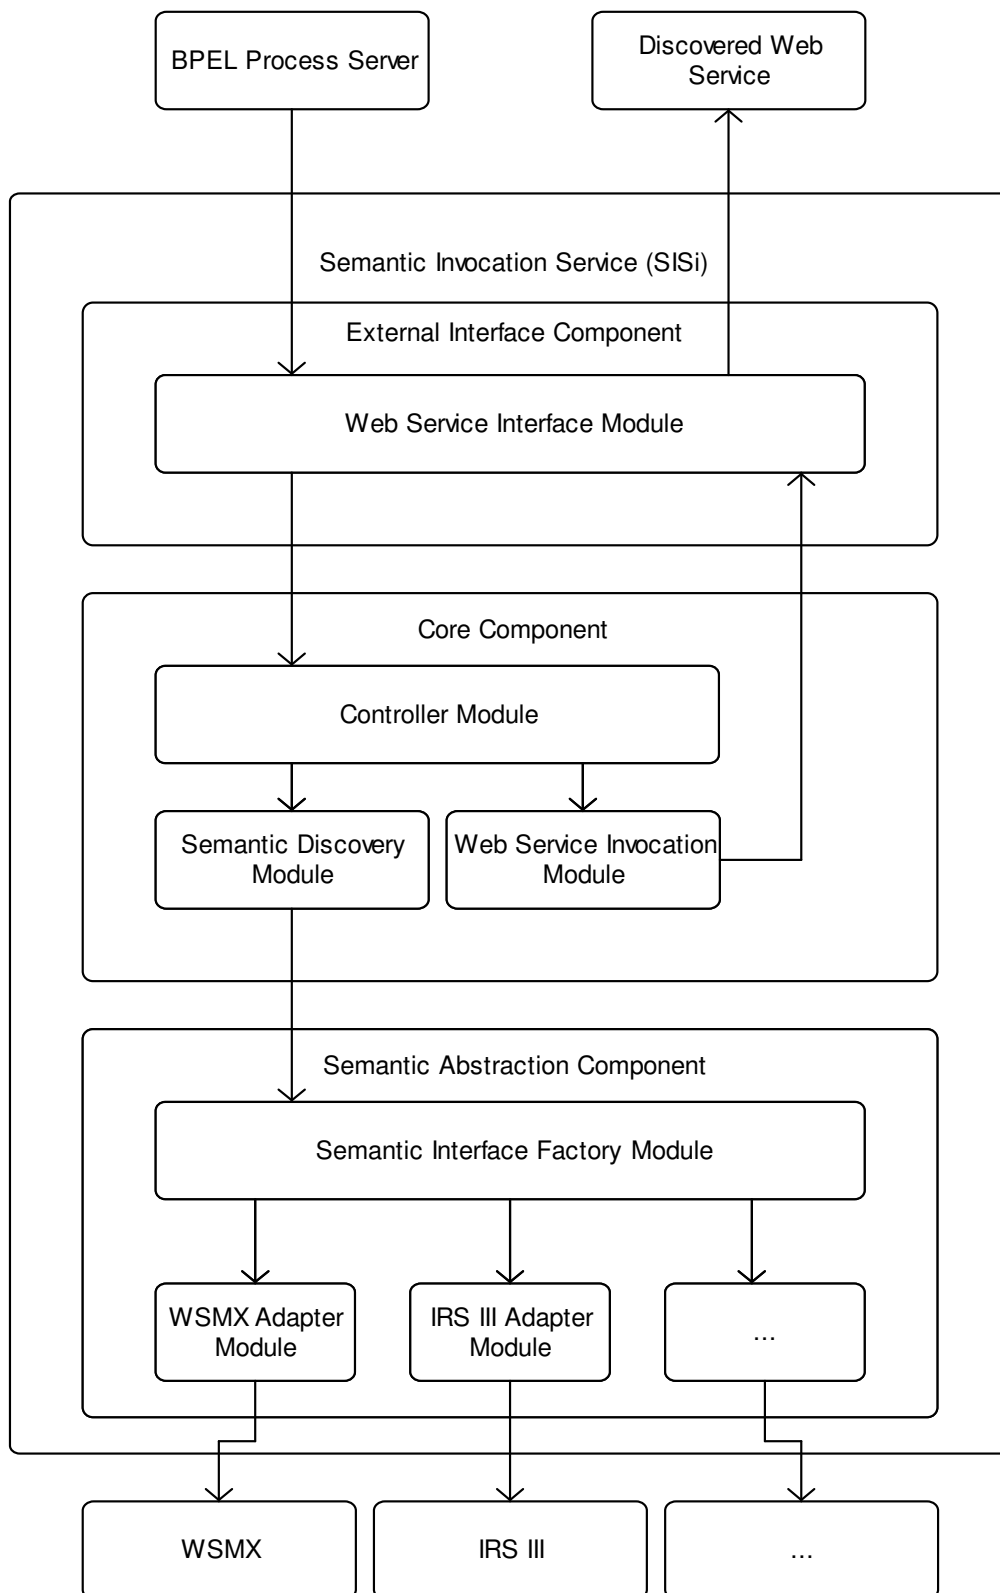 BPEL Process Server
Discovered Web
Service
Semantic Invocation Service (SISi)
External Interface Component
Web Service Interface Module
Core Component
Controller Module
Semantic Discovery
Module
Web Service Invocation
Module
Semantic Abstraction Component
Semantic Interface Factory Module
WSMX Adapter
Module
IRS III Adapter
Module
...
WSMX
IRS III
...